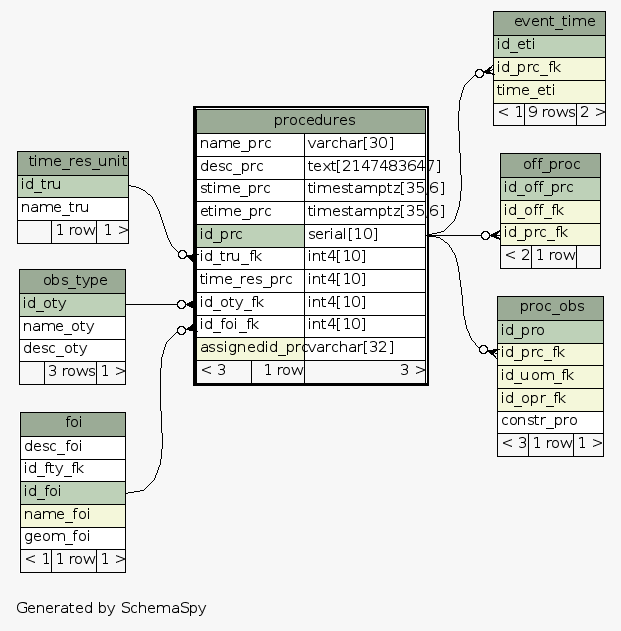 event_time
id_eti
id_prc_fk
time_eti
< 1 9 rows 2 >
procedures
name_prc varchar[30]
desc_prc text[2147483647]
stime_prc timestamptz[35,6]
etime_prc timestamptz[35,6]
id_prc serial[10]
id_tru_fk int4[10]
time_res_prc int4[10]
id_oty_fk int4[10]
id_foi_fk int4[10]
assignedid_prc varchar[32]
< 3 1 row 3 >
time_res_unit
id_tru
name_tru
1 row 1 >
off_proc
id_off_prc
id_off_fk
id_prc_fk
< 2 1 row
obs_type
id_oty
name_oty
desc_oty
3 rows 1 >
proc_obs
id_pro
id_prc_fk
id_uom_fk
id_opr_fk
constr_pro
< 3 1 row 1 >
foi
desc_foi
id_fty_fk
id_foi
name_foi
geom_foi
< 1 1 row 1 >
Generated by SchemaSpy